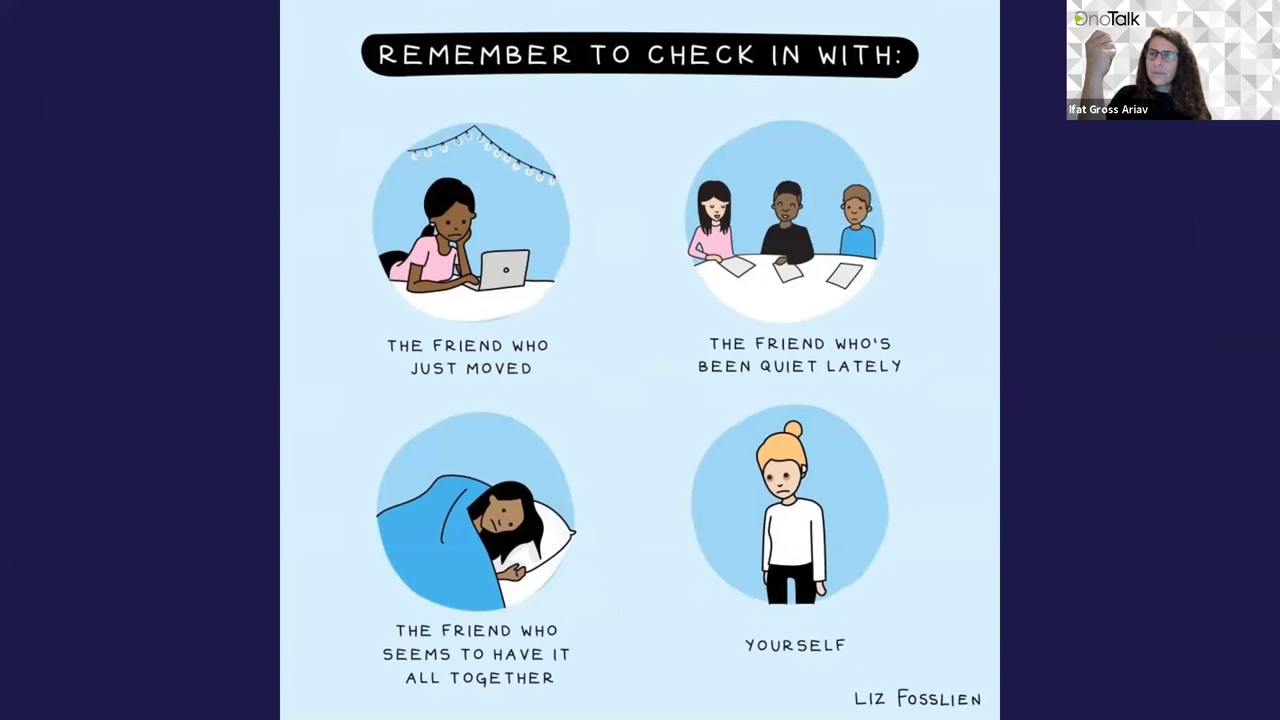 REMEMBER TO CHECK IN WITH:
THE FRIEND WHO
JUST MOVED
THE FRIEND WHO'S
BEEN QUIET LATELY
THE FRIEND WHO
SEEMS TO HAVE IT
ALL TOGETHER
YOURSELF
LIZ FOSSLIEN
OnoTalk
Ifat Gross Ariav